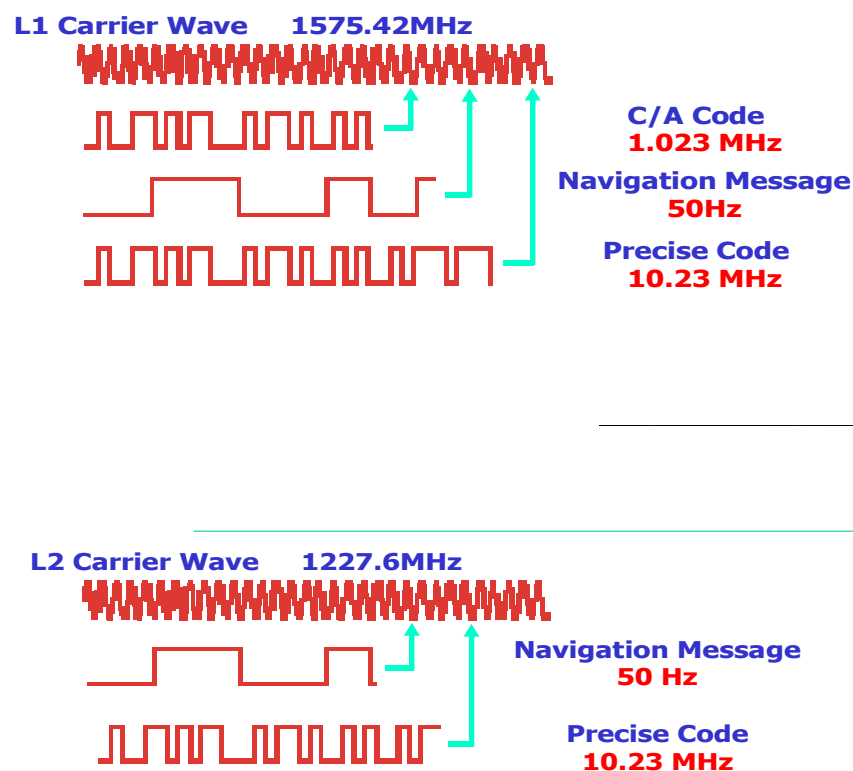 L1 Carrier Wave 1575.42MHz
C/A Code
1.023 MHz
Navigation Message
50Hz
Precise Code
10.23 MHz
L2 Carrier Wave 1227.6MHz
Navigation Message
50 Hz
Precise Code
10.23 MHz